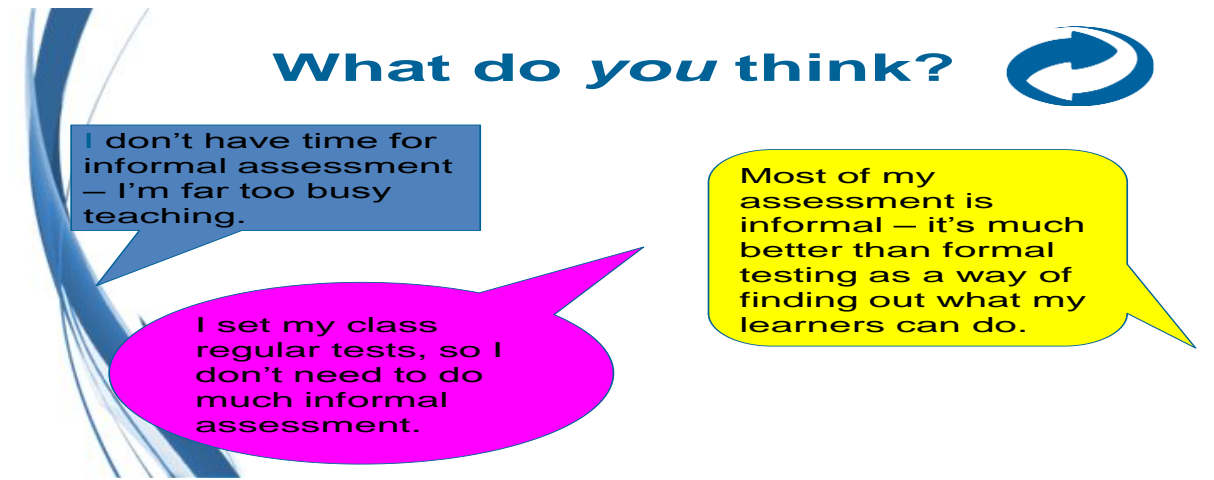 What do you think?
I don't have time for
informal assessment
– I'm far too busy
teaching.
Most of my
assessment is
informal – it's much
better than formal
testing as a way of
finding out what my
learners can do.
I set my class
regular tests, so I
don't need to do
much informal
assessment.